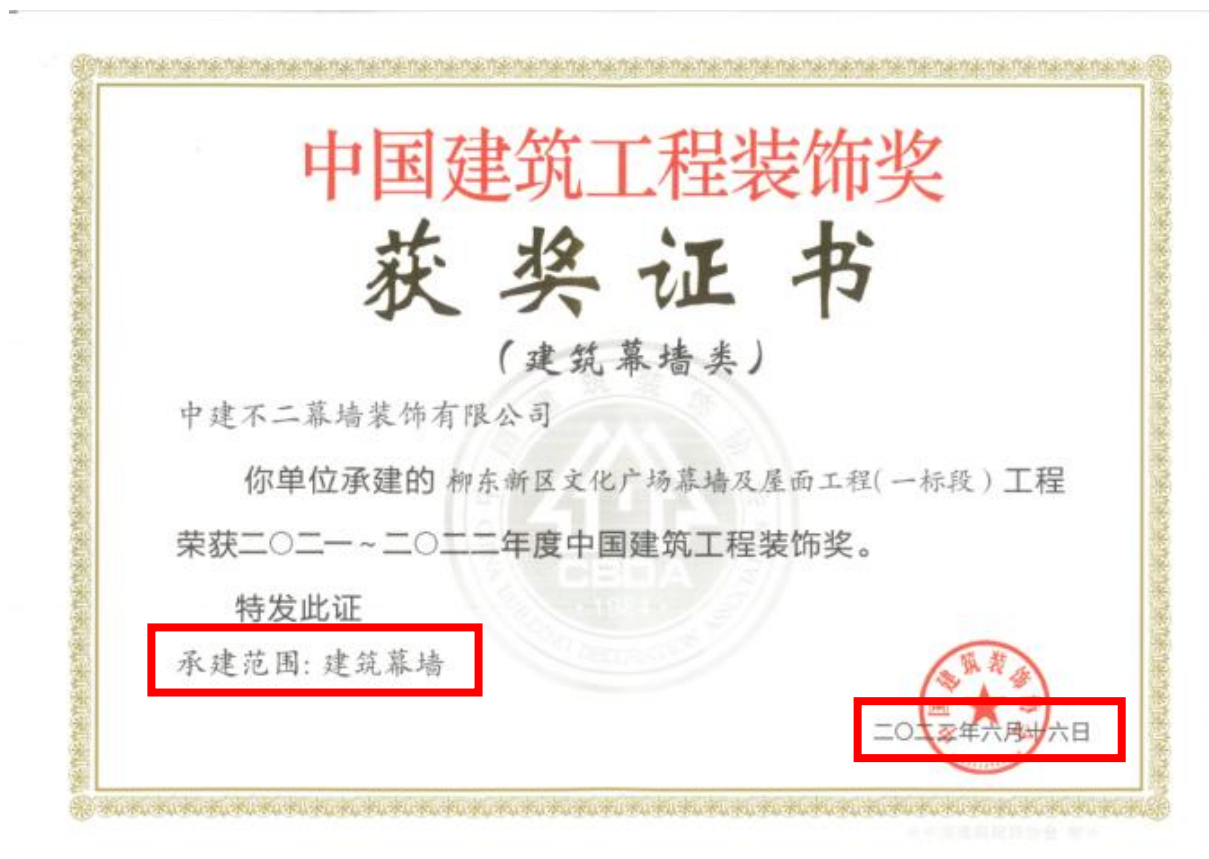 中国建筑工程装饰奖
获奖证书
（建筑幕墙类）
中建不二幕墙装饰有限公司
你单位承建的 柳东新区文化广场幕墙及屋面工程(一标段) 工程
荣获二〇二一～二〇二二年度中国建筑工程装饰奖。
CBDA
特发此证
承建范围: 建筑幕墙
二〇二三年六月十六日